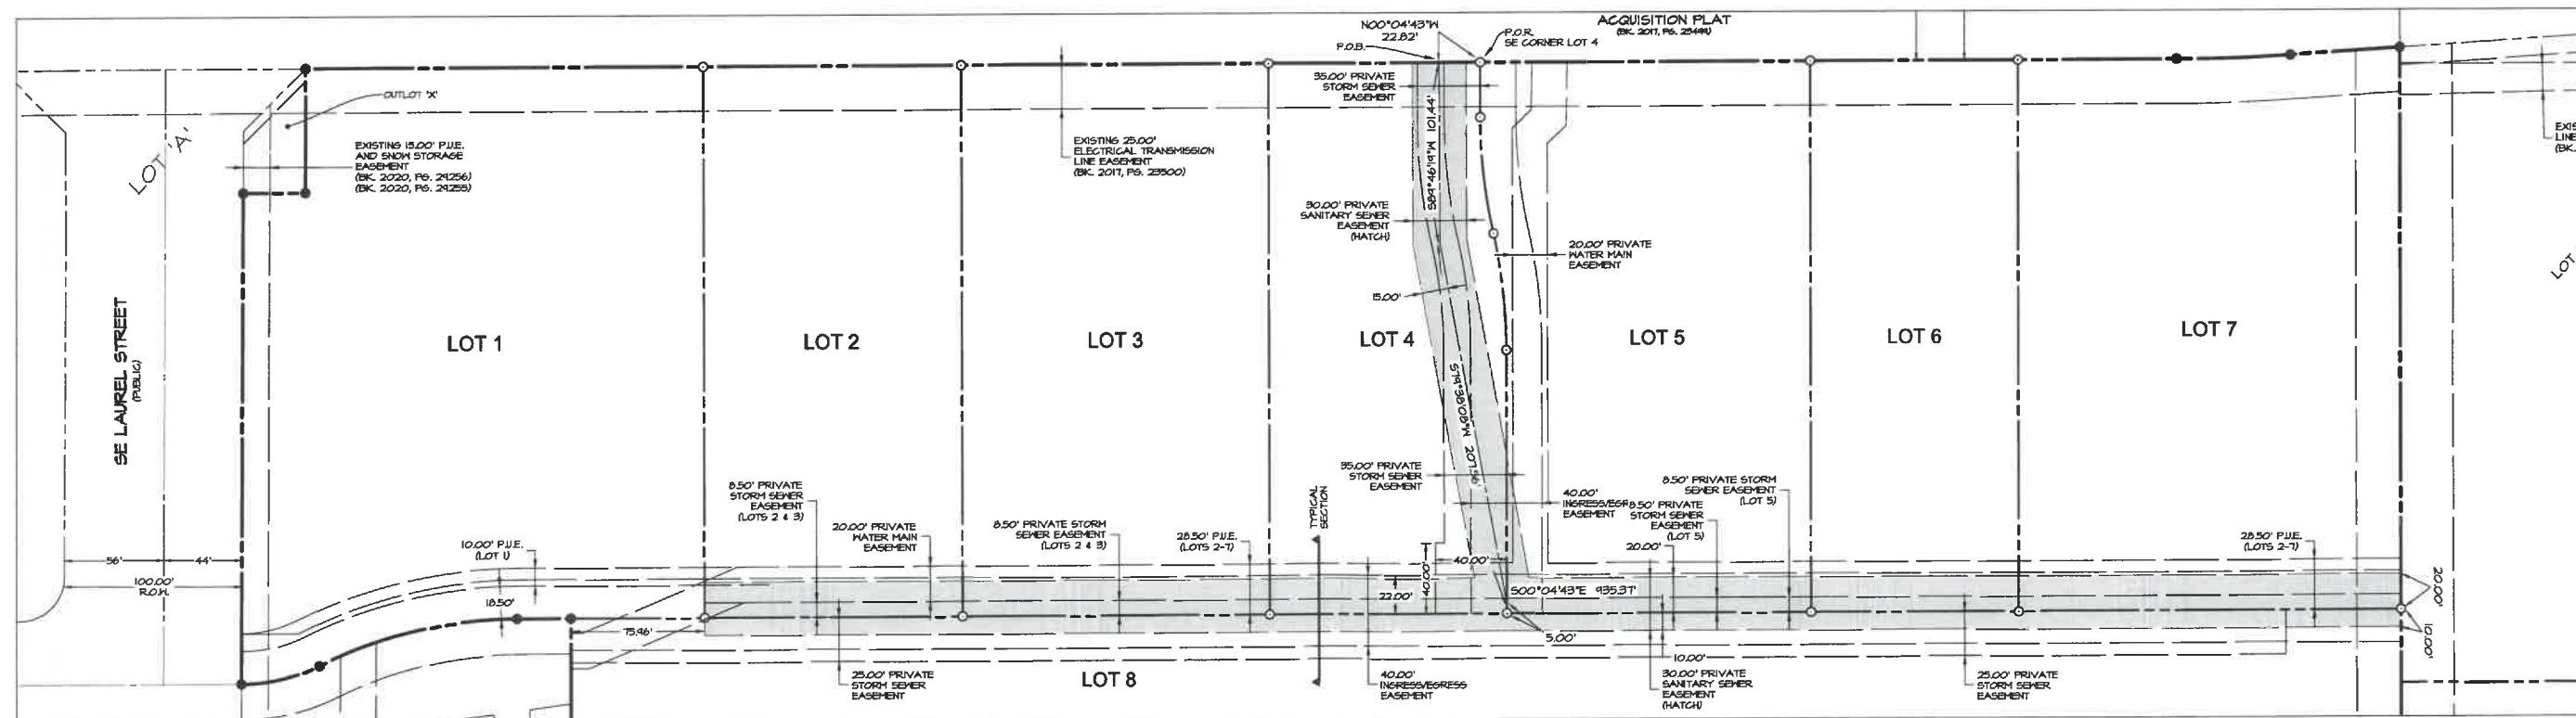 ACQUISITION PLAT
(BK. 2017, PG. 25499)
N00°04'43"W
22.82'
P.O.B.
P.O.R.
SE CORNER LOT 4
OUTLOT 'X'
LOT 'A'
EXISTING 15.00' P.U.E.
AND SNOW STORAGE
EASEMENT
(BK. 2020, PG. 29256)
(BK. 2020, PG. 29255)
EXISTING 25.00'
ELECTRICAL TRANSMISSION
LINE EASEMENT
(BK. 2017, PG. 23500)
35.00' PRIVATE
STORM SEWER
EASEMENT
S89°46'19"W 101.44'
30.00' PRIVATE
SANITARY SEWER
EASEMENT
(HATCH)
20.00' PRIVATE
WATER MAIN
EASEMENT
15.00'
EXIS
LINE
(BK.
LOT
SE LAUREL STREET
(PUBLIC)
LOT 1
LOT 2
LOT 3
LOT 4
LOT 5
LOT 6
LOT 7
S79°38'08"W 207.56'
35.00' PRIVATE
STORM SEWER
EASEMENT
40.00'
INGRESS/EGR
EASEMENT
8.50' PRIVATE
STORM SEWER
EASEMENT
(LOT 5)
8.50' PRIVATE STORM
SEWER EASEMENT
(LOT 5)
8.50' PRIVATE
STORM SEWER
EASEMENT
(LOTS 2 & 3)
20.00' PRIVATE
WATER MAIN
EASEMENT
8.50' PRIVATE STORM
SEWER EASEMENT
(LOTS 2 & 3)
28.50' P.U.E.
(LOTS 2-7)
TYPICAL
SECTION
10.00' P.U.E.
(LOT 1)
20.00'
28.50' P.U.E.
(LOTS 2-7)
56'
44'
100.00'
R.O.W.
18.50'
75.96'
22.00'
40.00'
40.00'
S00°04'43"E 935.37'
5.00'
20.00'
10.00'
10.00'
25.00' PRIVATE
STORM SEWER
EASEMENT
LOT 8
40.00'
INGRESS/EGRESS
EASEMENT
30.00' PRIVATE
SANITARY SEWER
EASEMENT
(HATCH)
25.00' PRIVATE
STORM SEWER
EASEMENT